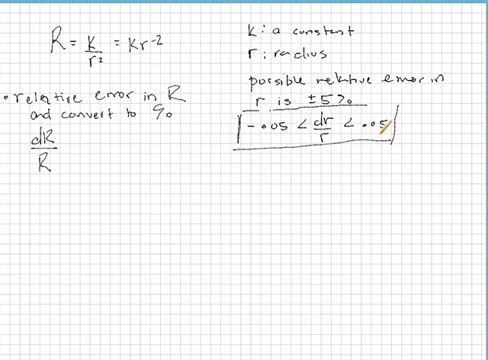 R = k/r² = kr⁻²
• relative error in R
and convert to %
dR/R
k: a constant
r: radius
possible relative error in
r is ±5%
-.05 < dr/r < .05